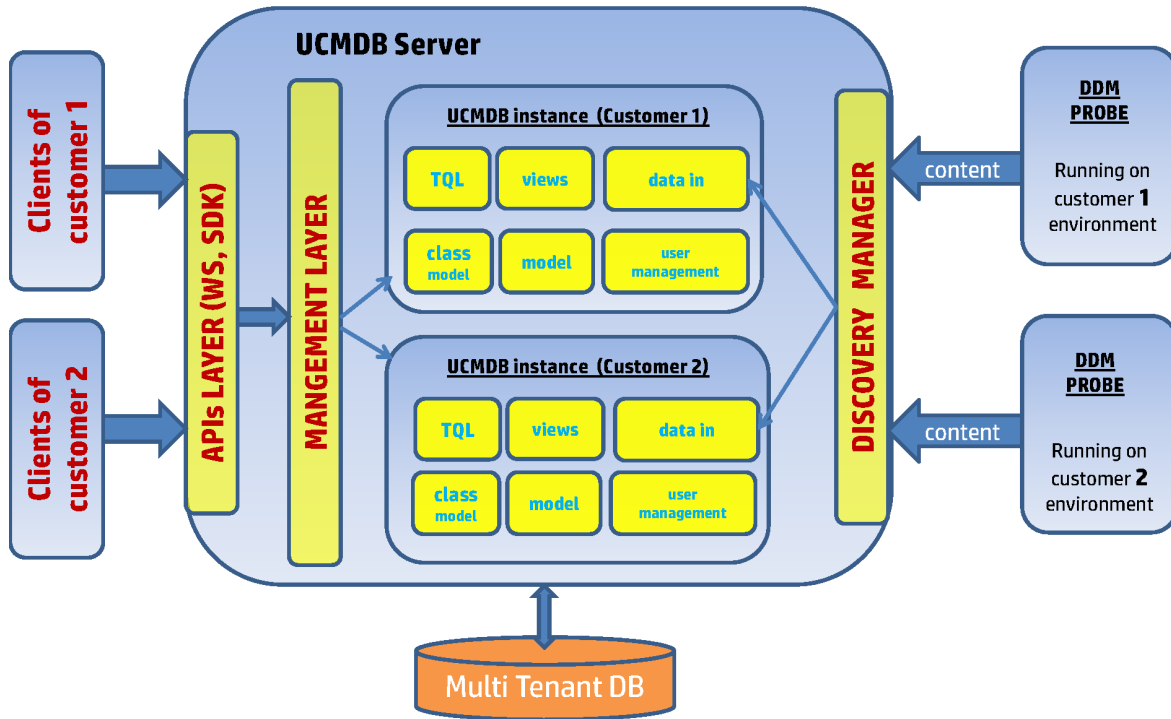 UCMDB Server
Clients of
customer 1
Clients of
customer 2
APIs LAYER (WS, SDK)
MANGEMENT LAYER
UCMDB instance (Customer 1)
TQL
views
data in
class
model
model
user
management
UCMDB instance (Customer 2)
TQL
views
data in
class
model
model
user
management
DISCOVERY MANAGER
content
content
DDM
PROBE
Running on
customer 1
environment
DDM
PROBE
Running on
customer 2
environment
Multi Tenant DB